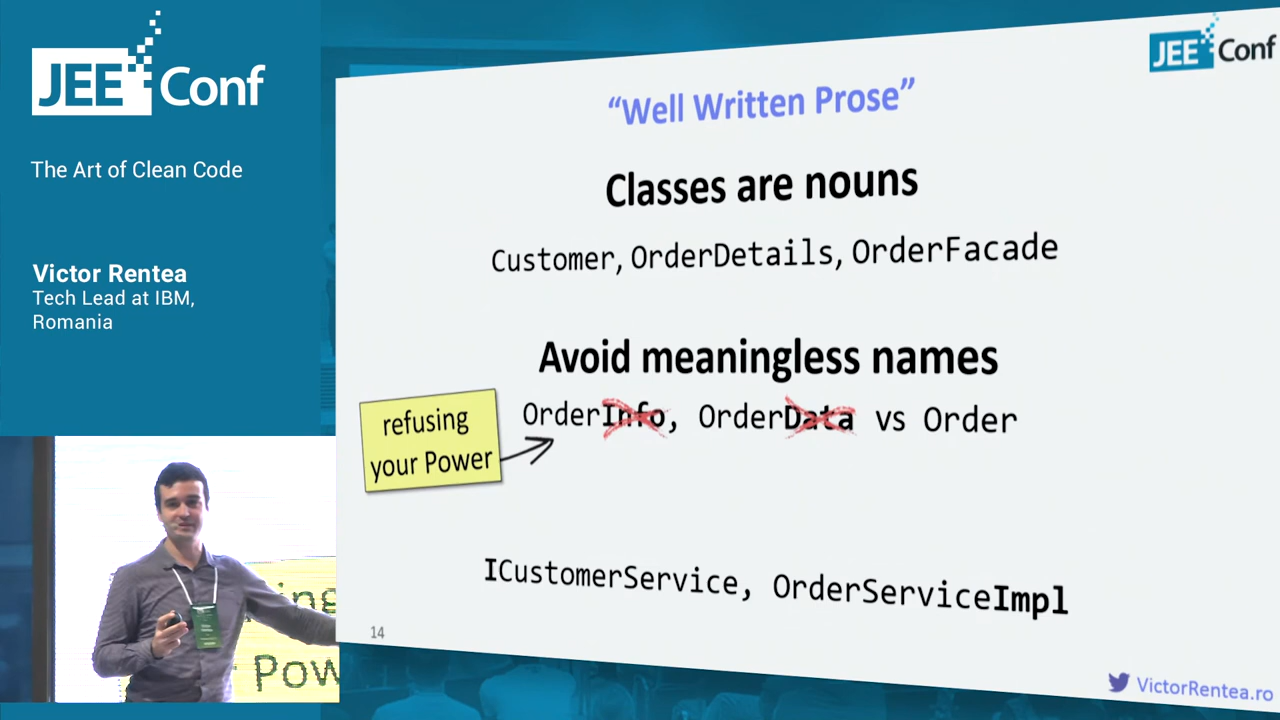 JEE Conf
The Art of Clean Code
Victor Rentea
Tech Lead at IBM,
Romania
JEE Conf
“Well Written Prose”
Classes are nouns
Customer, OrderDetails, OrderFacade
Avoid meaningless names
refusing
your Power
OrderInfo, OrderData vs Order
ICustomerService, OrderServiceImpl
14
VictorRentea.ro
ing
Pow